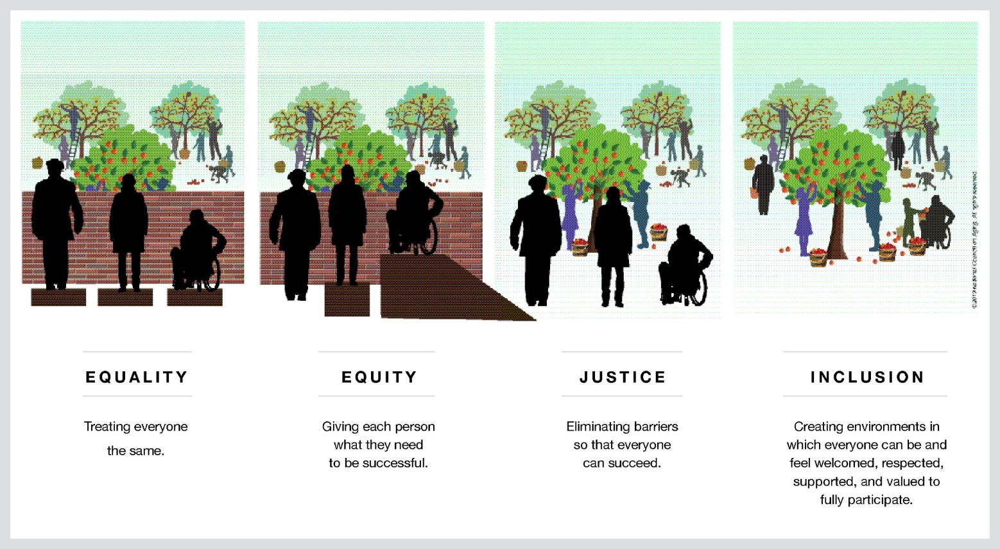 EQUALITY
Treating everyone
the same.
EQUITY
Giving each person
what they need
to be successful.
JUSTICE
Eliminating barriers
so that everyone
can succeed.
INCLUSION
Creating environments in
which everyone can be and
feel welcomed, respected,
supported, and valued to
fully participate.